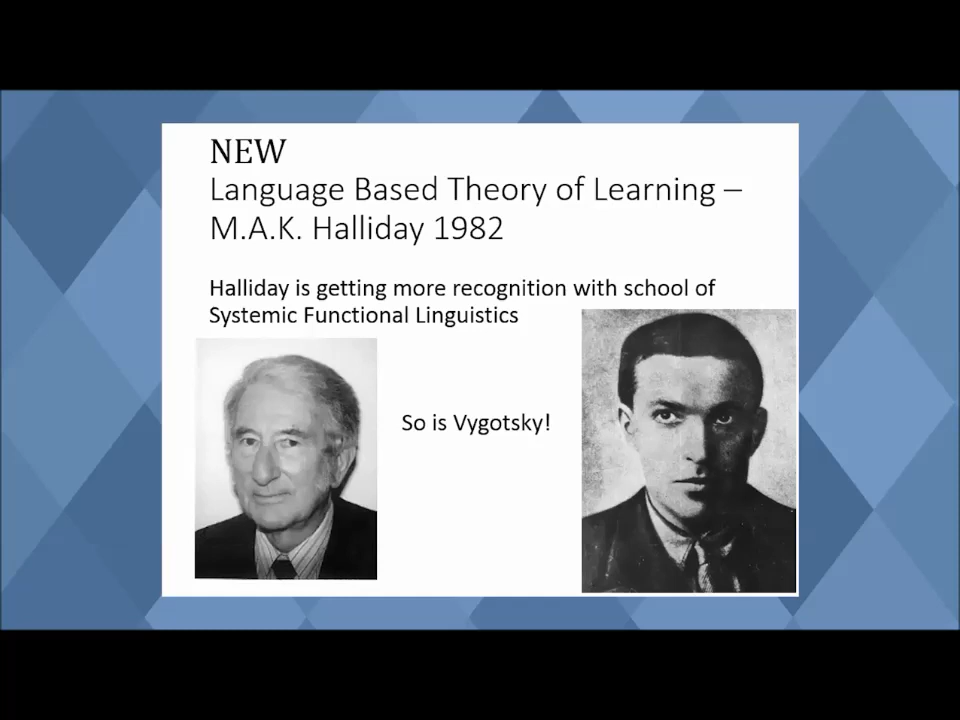 NEW
Language Based Theory of Learning –
M.A.K. Halliday 1982
Halliday is getting more recognition with school of
Systemic Functional Linguistics
So is Vygotsky!